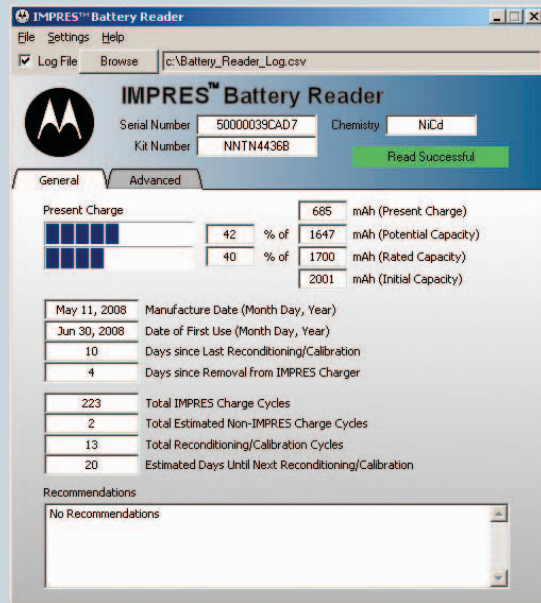 IMPRES™ Battery Reader
File Settings Help
Log File Browse c:\Battery_Reader_Log.csv
IMPRES™ Battery Reader
Serial Number 50000039CAD7 Chemistry NiCd
Kit Number NNTN4436B
Read Successful
General Advanced
Present Charge
685 mAh (Present Charge)
42 % of 1647 mAh (Potential Capacity)
40 % of 1700 mAh (Rated Capacity)
2001 mAh (Initial Capacity)
May 11, 2008 Manufacture Date (Month Day, Year)
Jun 30, 2008 Date of First Use (Month Day, Year)
10 Days since Last Reconditioning/Calibration
4 Days since Removal from IMPRES Charger
223 Total IMPRES Charge Cycles
2 Total Estimated Non-IMPRES Charge Cycles
13 Total Reconditioning/Calibration Cycles
20 Estimated Days Until Next Reconditioning/Calibration
Recommendations
No Recommendations